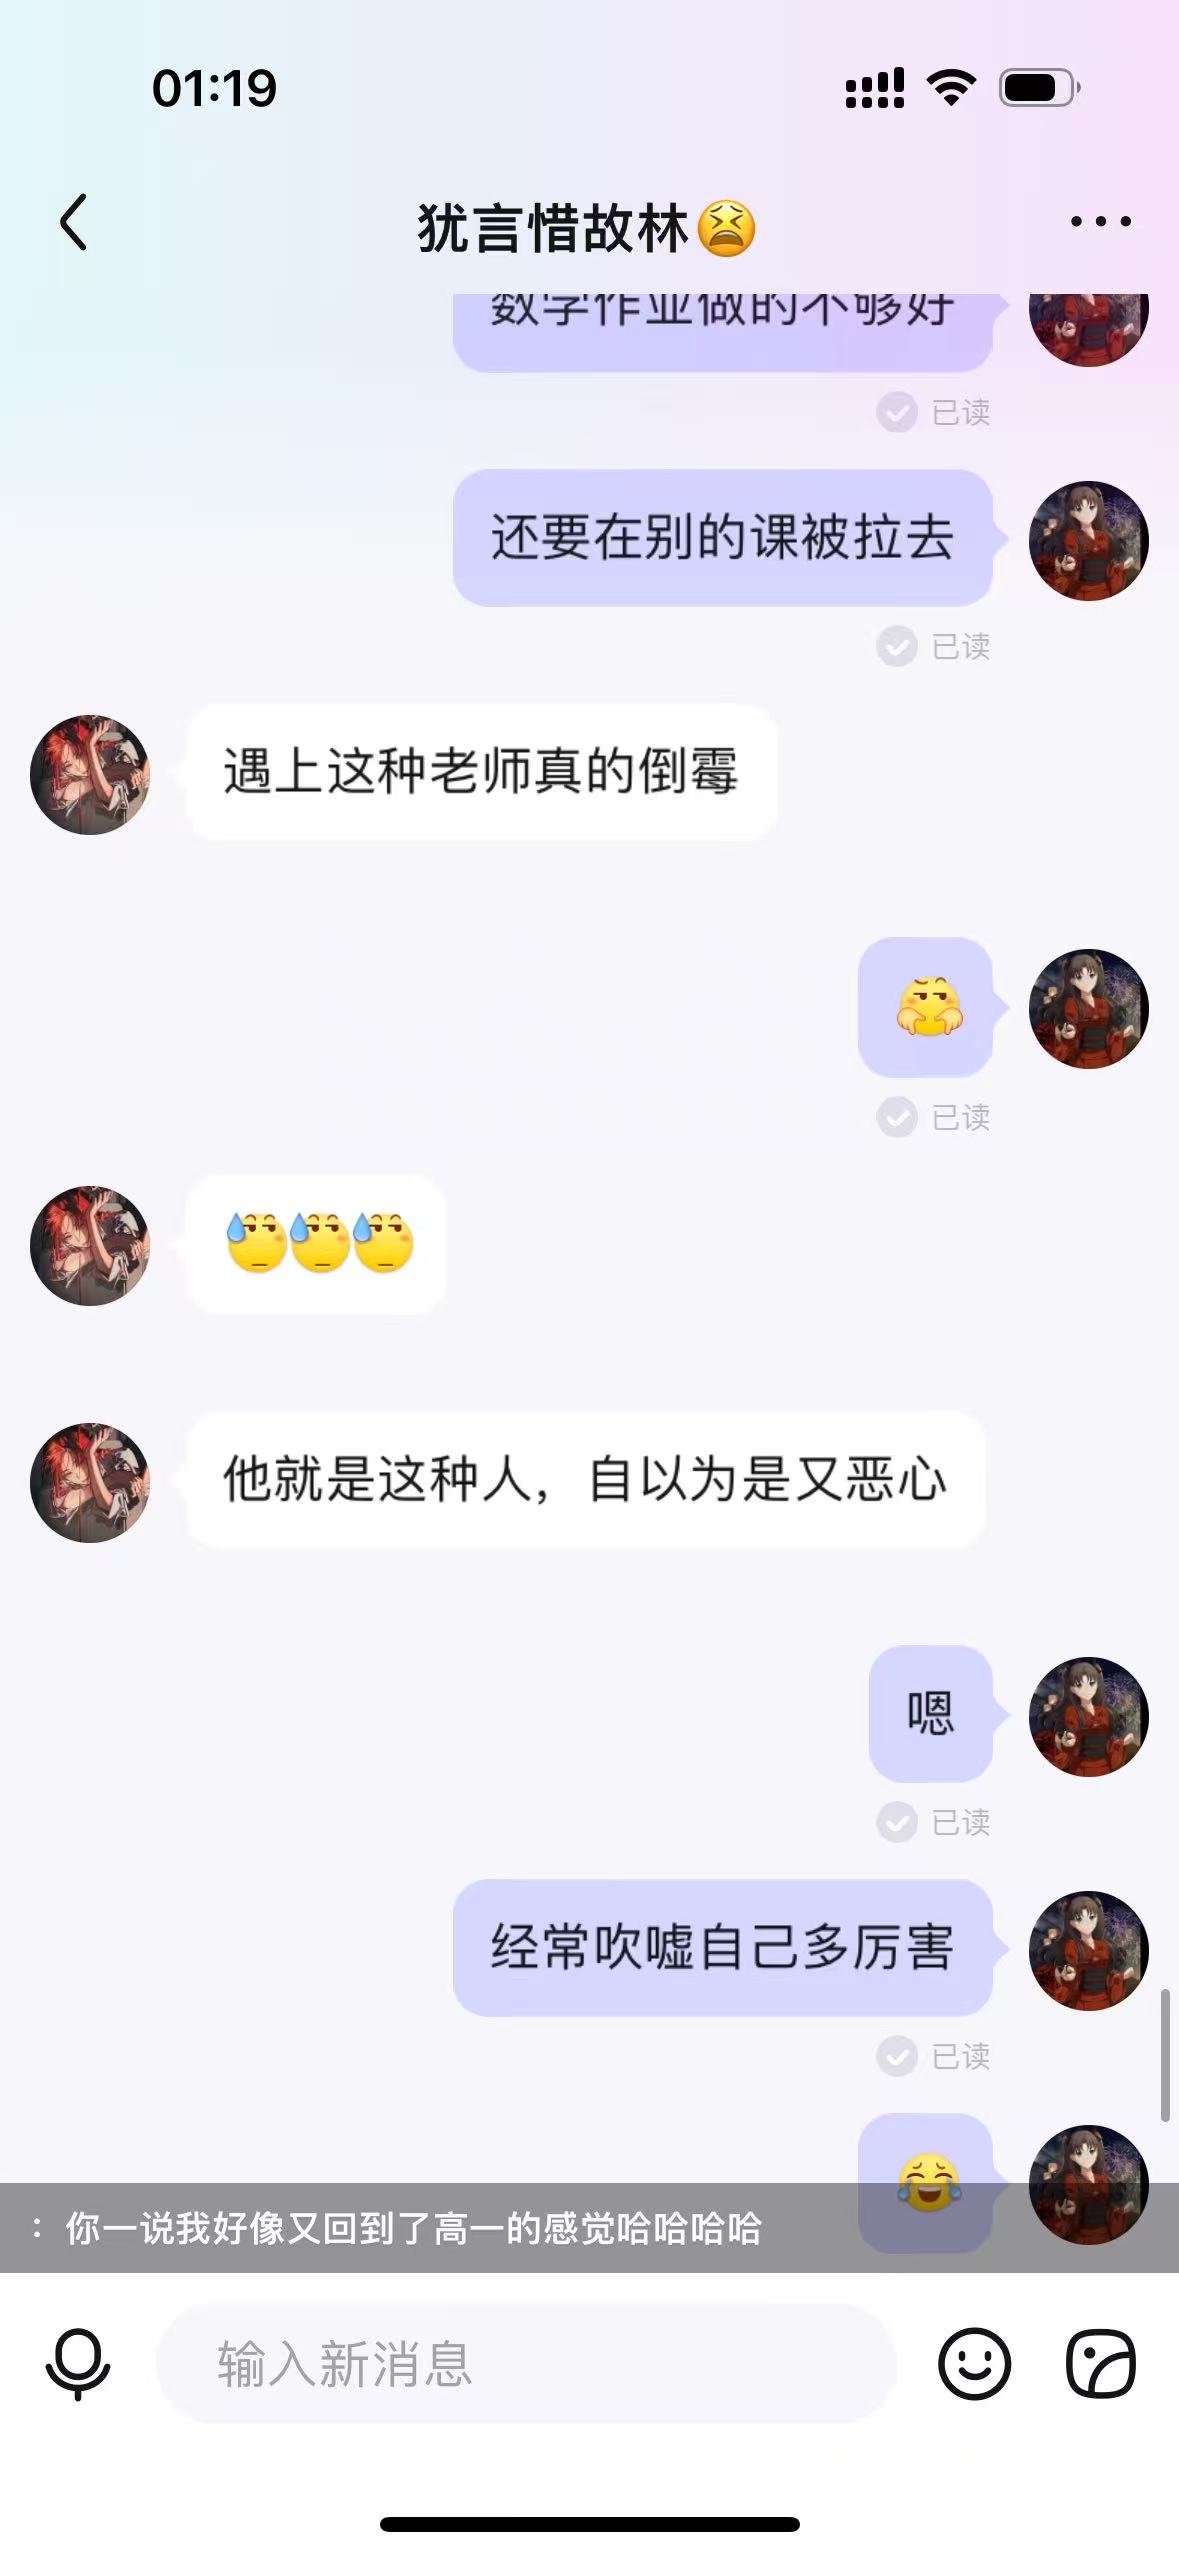 01:19
犹言惜故林😫
数学作业做的不够好
已读
还要在别的课被拉去
已读
遇上这种老师真的倒霉
已读
他就是这种人，自以为是又恶心
嗯
已读
经常吹嘘自己多厉害
已读
：你一说我好像又回到了高一的感觉哈哈哈哈
输入新消息